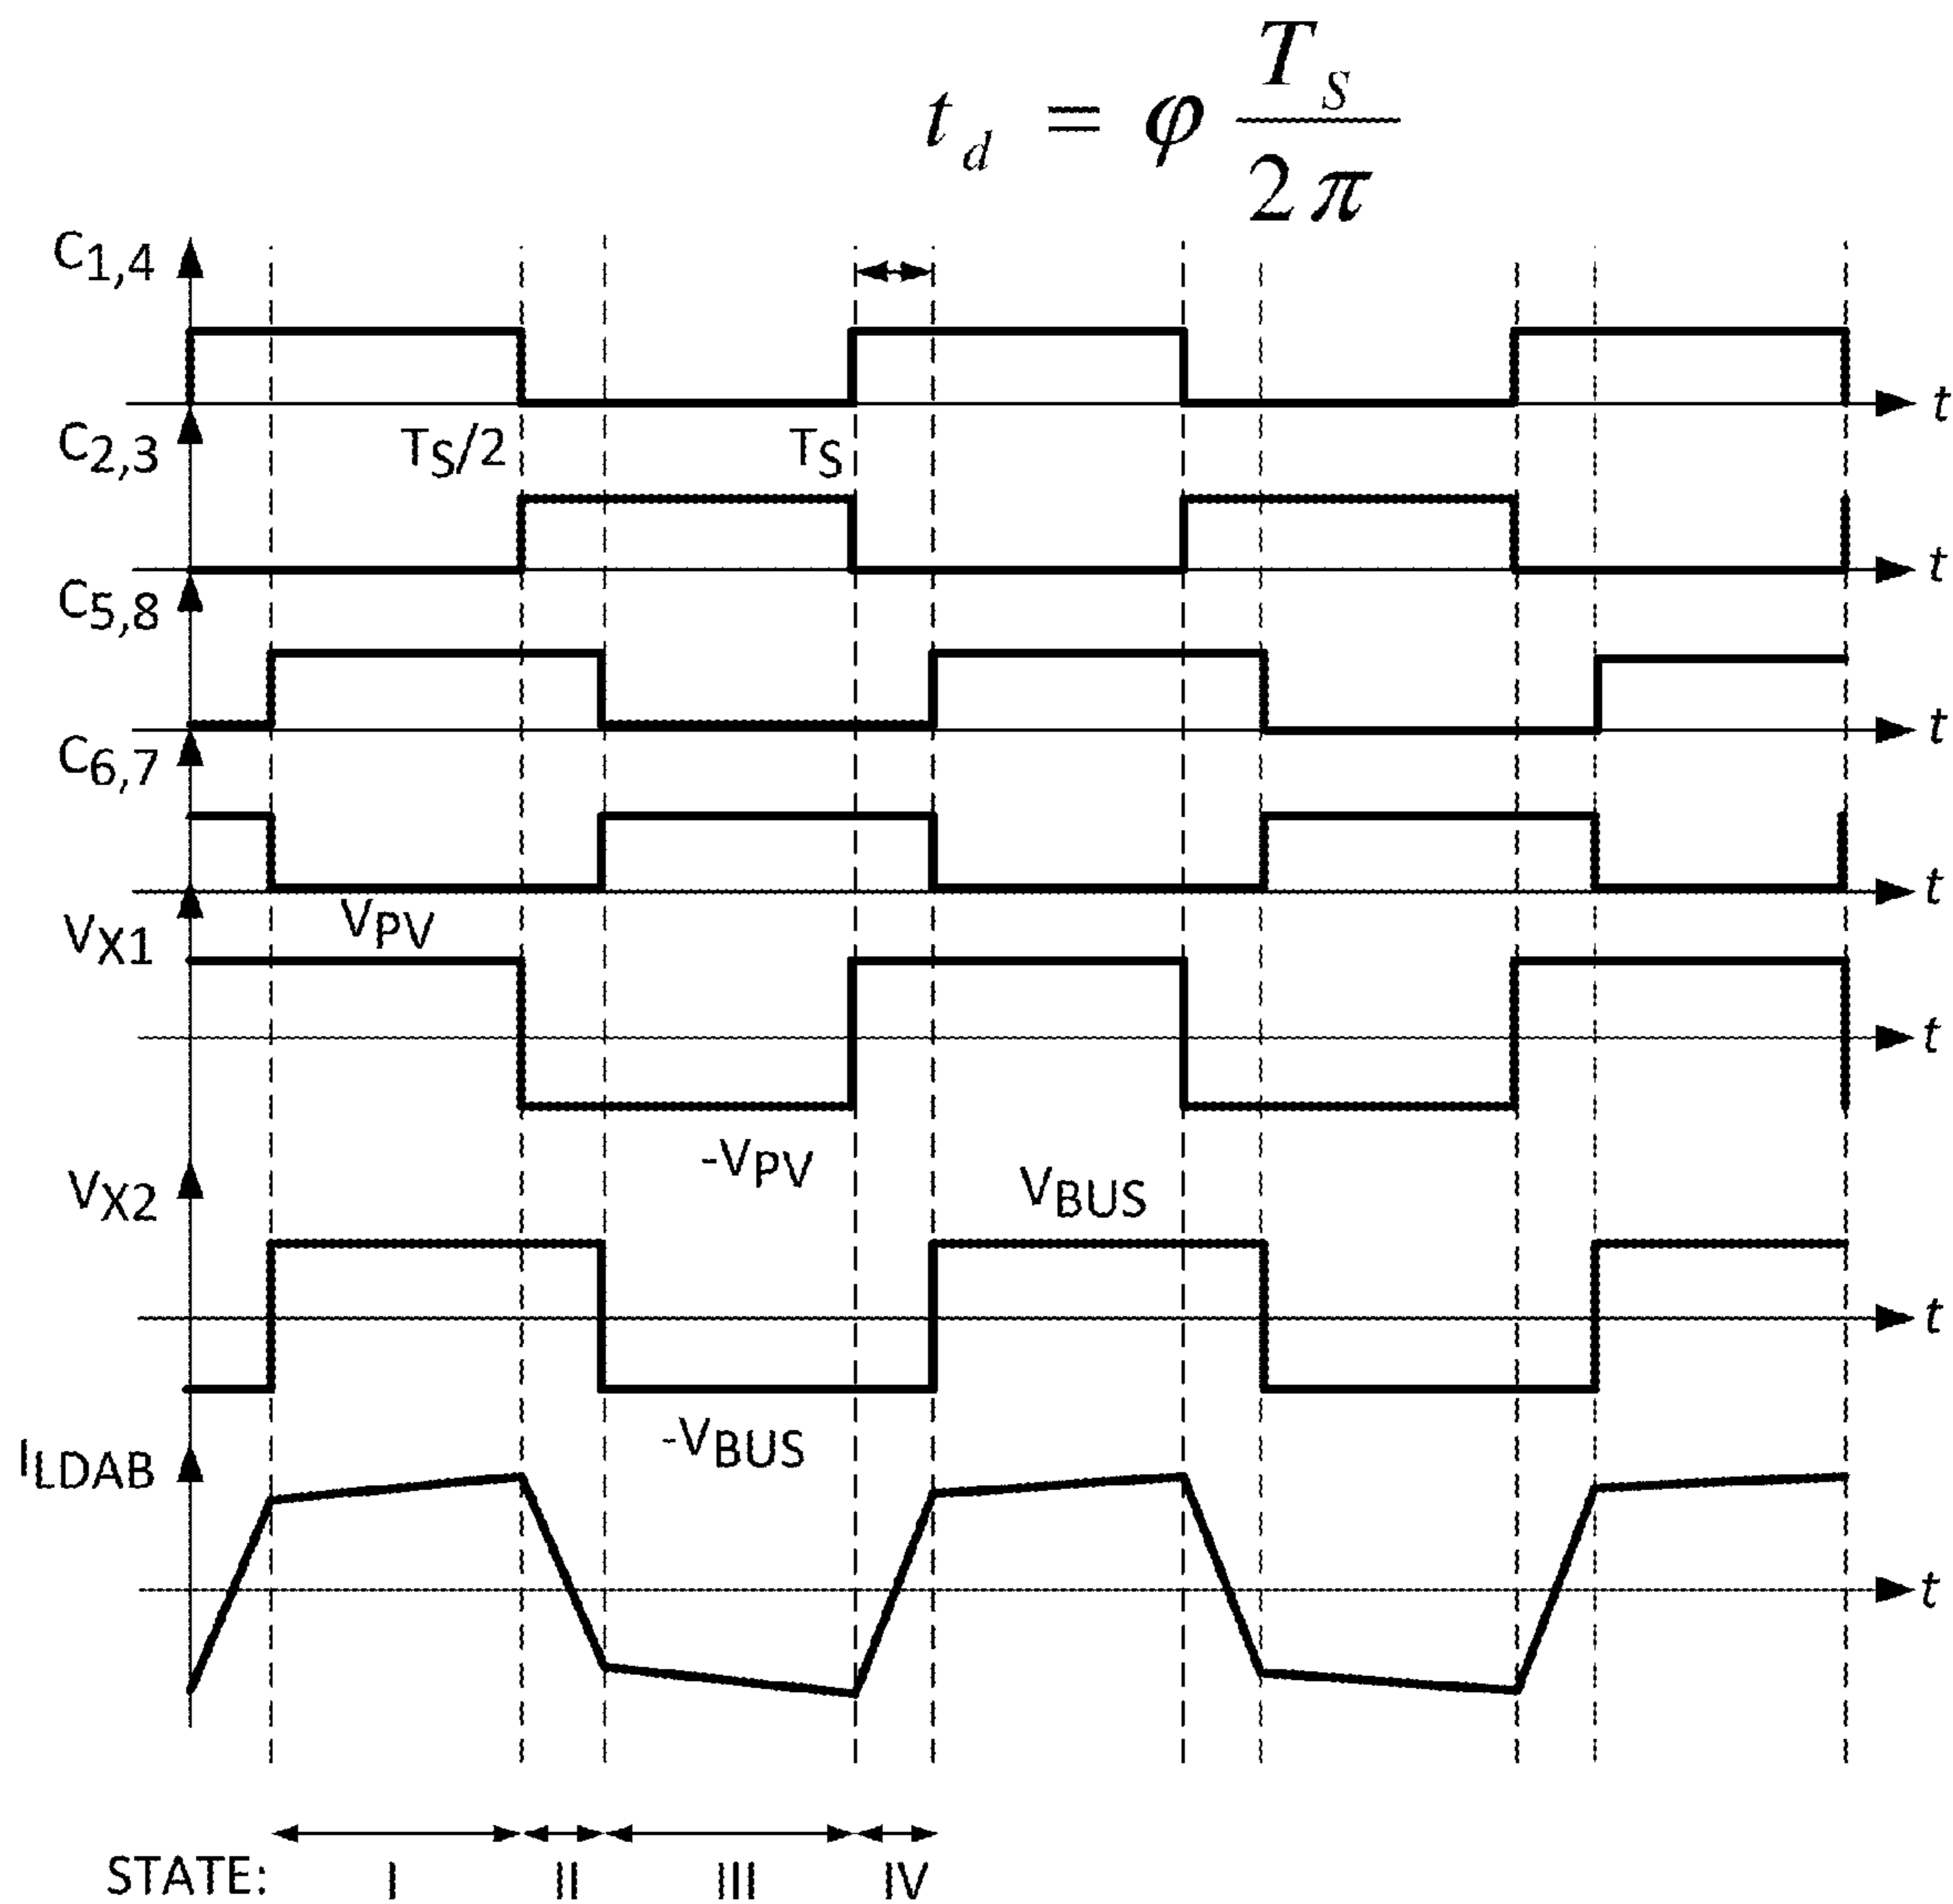 t_d = φ T_S / 2π
C1,4
t
C2,3
TS/2
TS
t
C5,8
t
C6,7
t
VX1
VPV
t
-VPV
VX2
VBUS
t
-VBUS
ILDAB
t
STATE: I II III IV